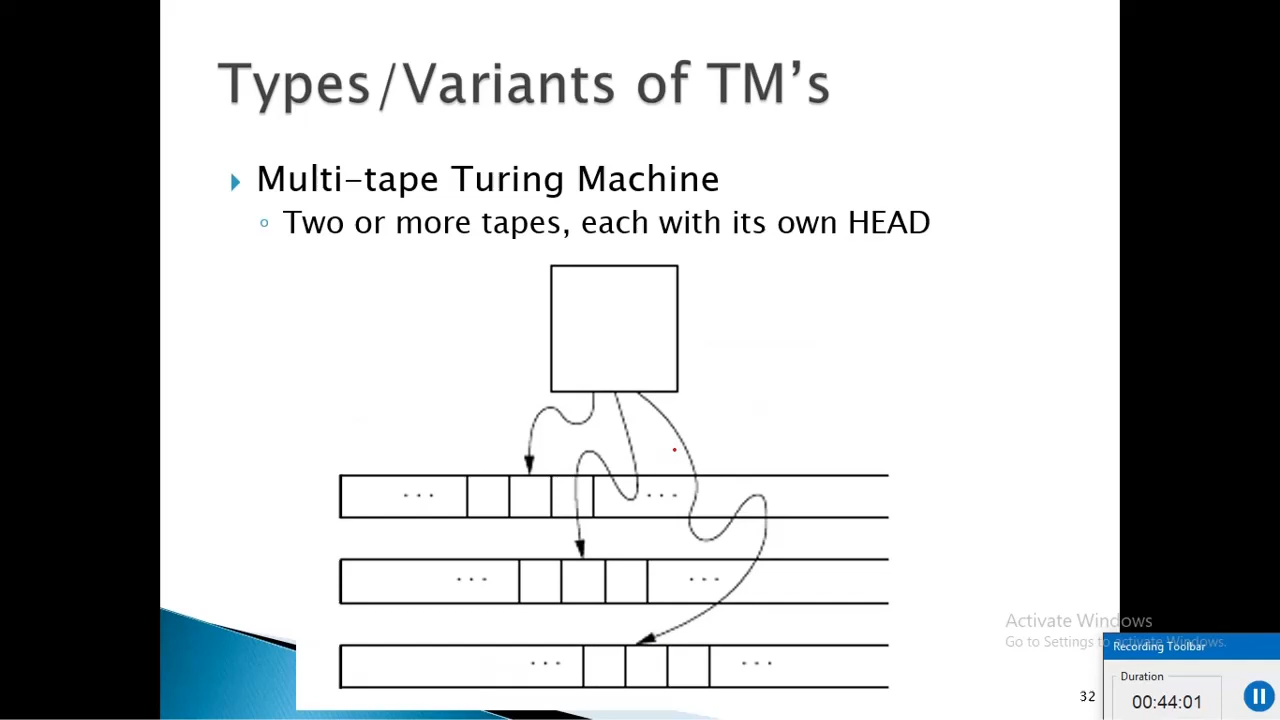 Types/Variants of TM's
Multi-tape Turing Machine
Two or more tapes, each with its own HEAD
. . .
. . .
. . .
. . .
. . .
. . .
Activate Windows
Go to Settings to activate Windows.
Recording Toolbar
Duration
32
00:44:01